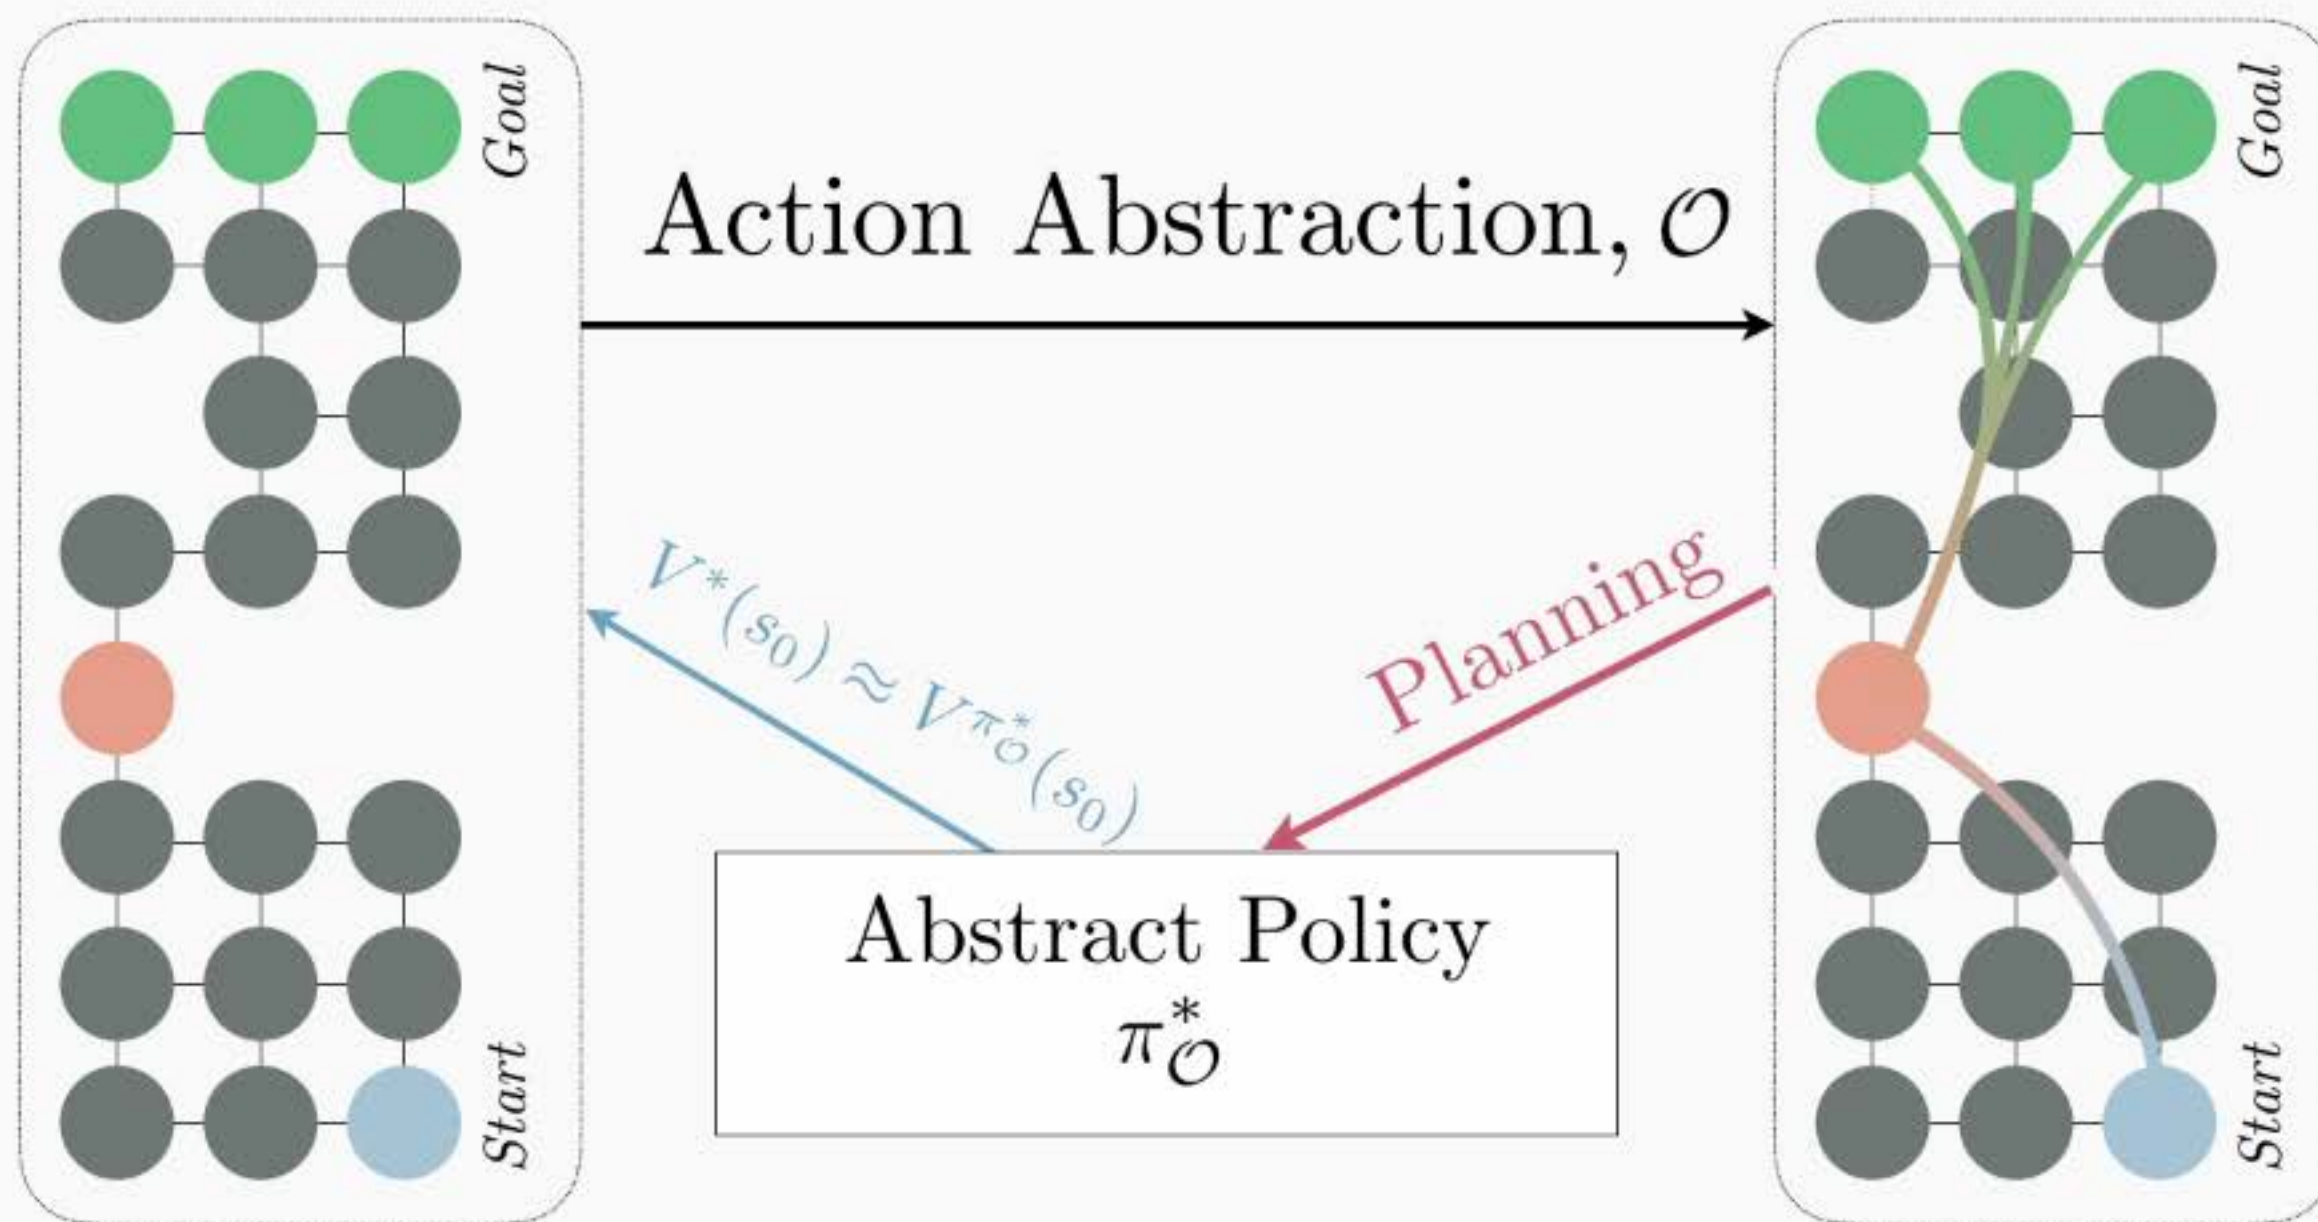 Goal
Start
Action Abstraction, 𝒪
V*(s₀) ≈ V^{π*_𝒪}(s₀)
Planning
Abstract Policy
π*_𝒪
Goal
Start